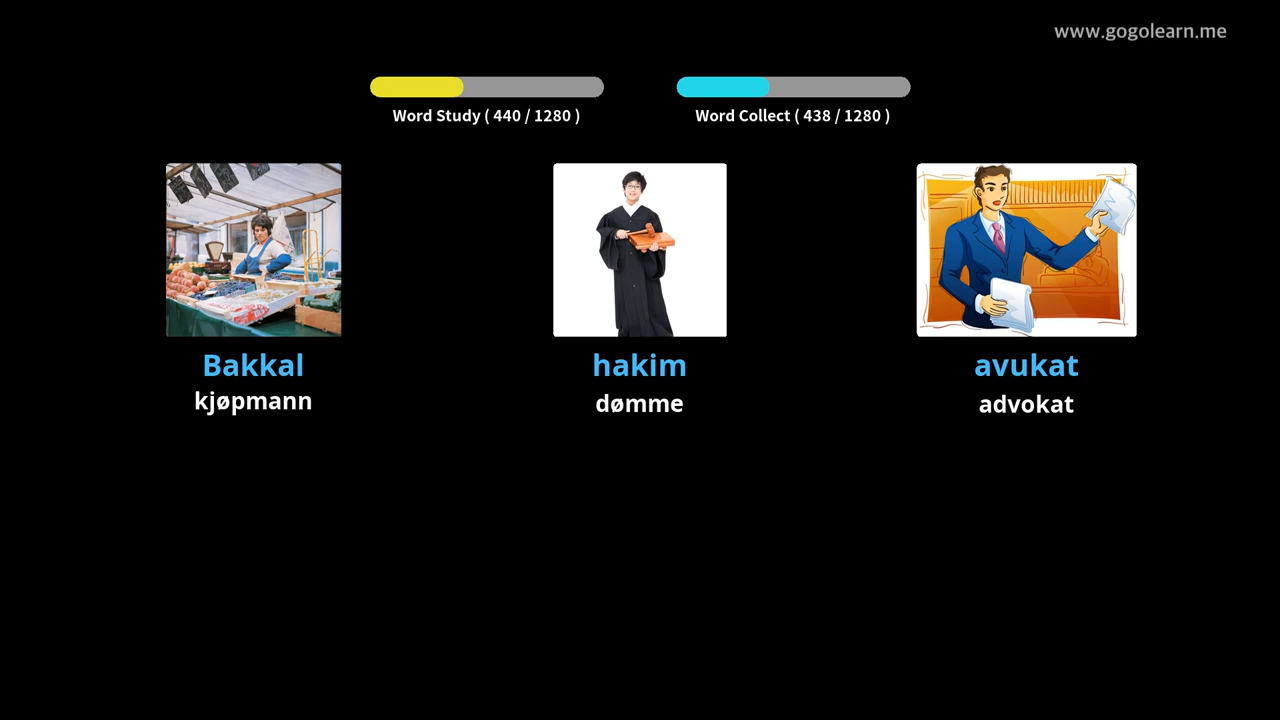 www.gogolearn.me
Word Study ( 440 / 1280 )
Word Collect ( 438 / 1280 )
Bakkal
kjøpmann
hakim
dømme
avukat
advokat